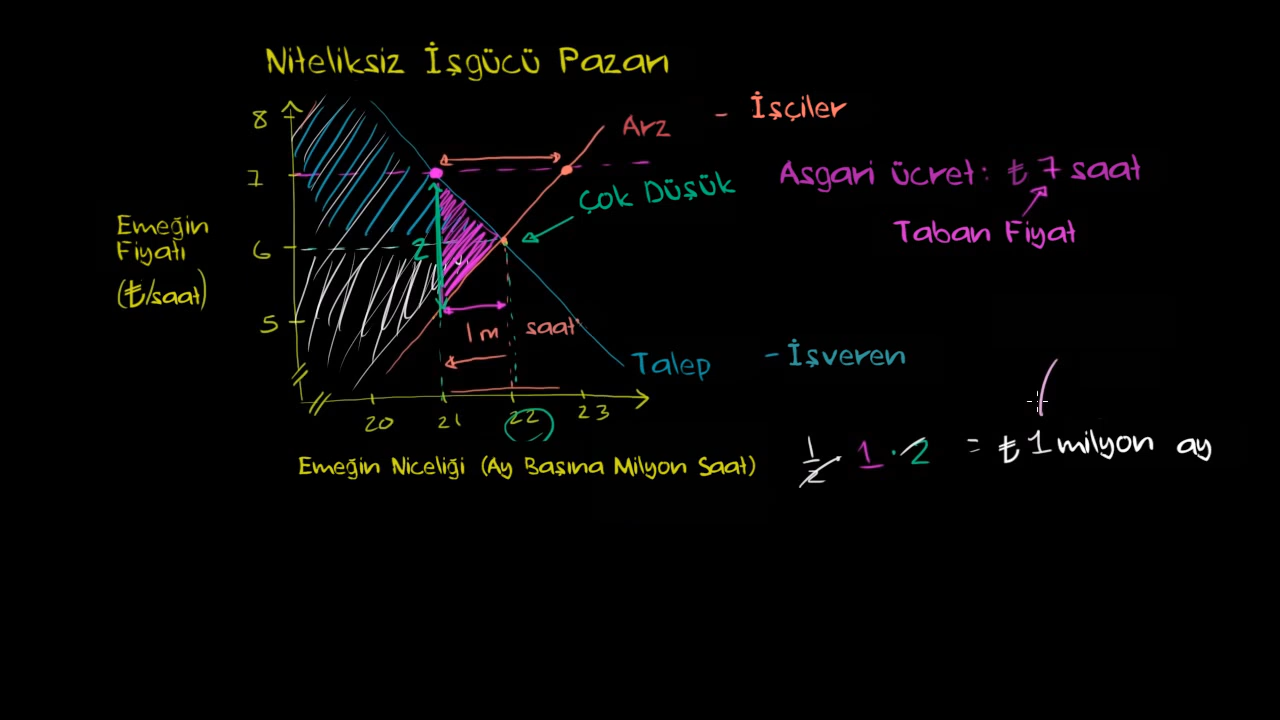 Niteliksiz İşgücü Pazarı
8
7
6
5
Emeğin
Fiyatı
(₺/saat)
Arz - İşçiler
Çok Düşük
Asgari ücret: ₺ 7 saat
Taban Fiyat
2
1m saat
Talep - İşveren
20 21 22 23
Emeğin Niceliği (Ay Başına Milyon Saat)
1/2 · 1 · 2 = ₺ 1 milyon ay